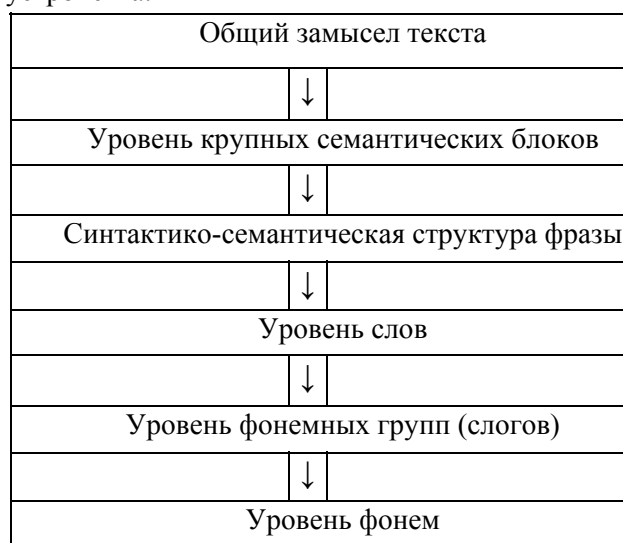 Общий замысел текста
↓
Уровень крупных семантических блоков
↓
Синтактико-семантическая структура фразы
↓
Уровень слов
↓
Уровень фонемных групп (слогов)
↓
Уровень фонем